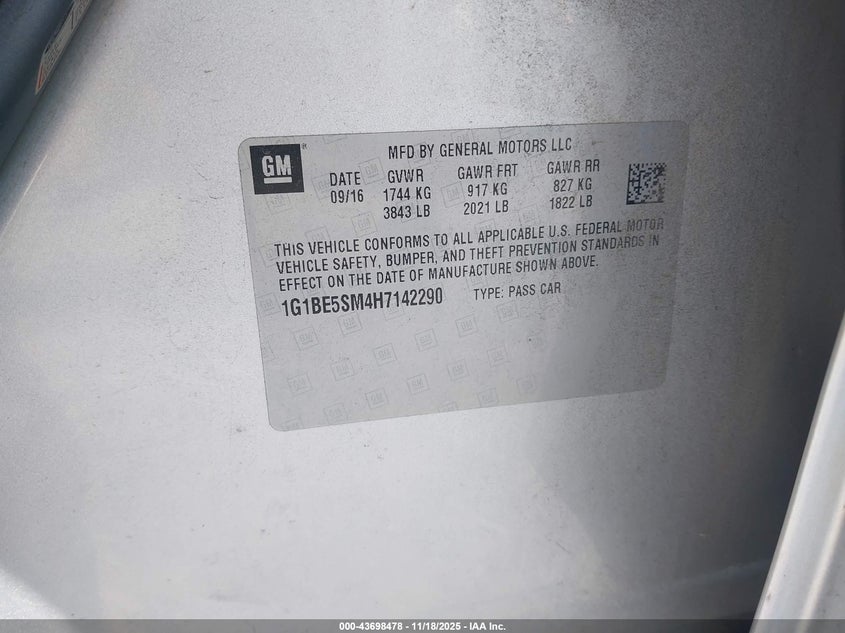 GM
MFD BY GENERAL MOTORS LLC
DATE GVWR GAWR FRT GAWR RR
09/16 1744 KG 917 KG 827 KG
3843 LB 2021 LB 1822 LB
THIS VEHICLE CONFORMS TO ALL APPLICABLE U.S. FEDERAL MOTOR
VEHICLE SAFETY, BUMPER, AND THEFT PREVENTION STANDARDS IN
EFFECT ON THE DATE OF MANUFACTURE SHOWN ABOVE.
1G1BE5SM4H7142290 TYPE: PASS CAR
000-43698478 - 11/18/2025 - IAA Inc.